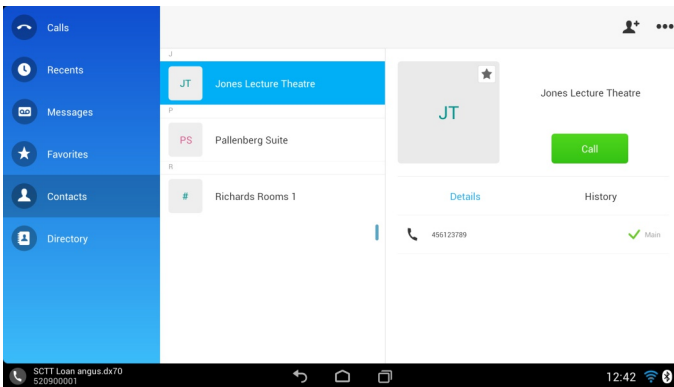 Calls
Recents
Messages
Favorites
Contacts
Directory
J
JT Jones Lecture Theatre
P
PS Pallenberg Suite
R
# Richards Rooms 1
JT
Jones Lecture Theatre
Call
Details History
456123789 Main
SCTT Loan angus.dx70
520900001
12:42